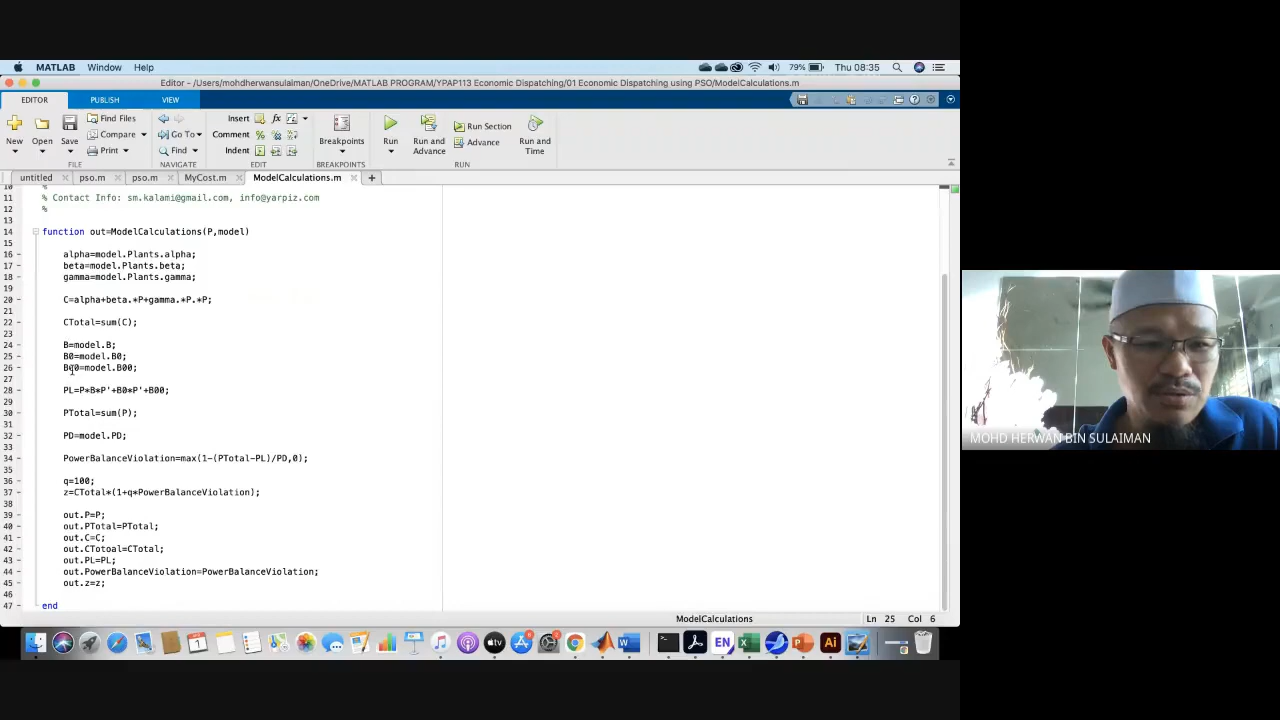 MATLAB Window Help
79% Thu 08:35
Editor - /Users/mohdherwansulaiman/OneDrive/MATLAB PROGRAM/YPAP113 Economic Dispatching/01 Economic Dispatching using PSO/ModelCalculations.m
EDITOR PUBLISH VIEW
New Open Save Find Files Compare Print Go To Find Insert Comment Indent Breakpoints Run Run and Advance Run Section Advance Run and Time
FILE NAVIGATE EDIT BREAKPOINTS RUN
untitled pso.m pso.m MyCost.m ModelCalculations.m
10 %
11 % Contact Info: sm.kalami@gmail.com, info@yarpiz.com
12 %
13
14 function out=ModelCalculations(P,model)
15
16 alpha=model.Plants.alpha;
17 beta=model.Plants.beta;
18 gamma=model.Plants.gamma;
19
20 C=alpha+beta.*P+gamma.*P.*P;
21
22 CTotal=sum(C);
23
24 B=model.B;
25 B0=model.B0;
26 B00=model.B00;
27
28 PL=P*B*P'+B0*P'+B00;
29
30 PTotal=sum(P);
31
32 PD=model.PD;
33
34 PowerBalanceViolation=max(1-(PTotal-PL)/PD,0);
35
36 q=100;
37 z=CTotal*(1+q*PowerBalanceViolation);
38
39 out.P=P;
40 out.PTotal=PTotal;
41 out.C=C;
42 out.CTotoal=CTotal;
43 out.PL=PL;
44 out.PowerBalanceViolation=PowerBalanceViolation;
45 out.z=z;
46
47 end
ModelCalculations Ln 25 Col 6
MOHD HERWAN BIN SULAIMAN